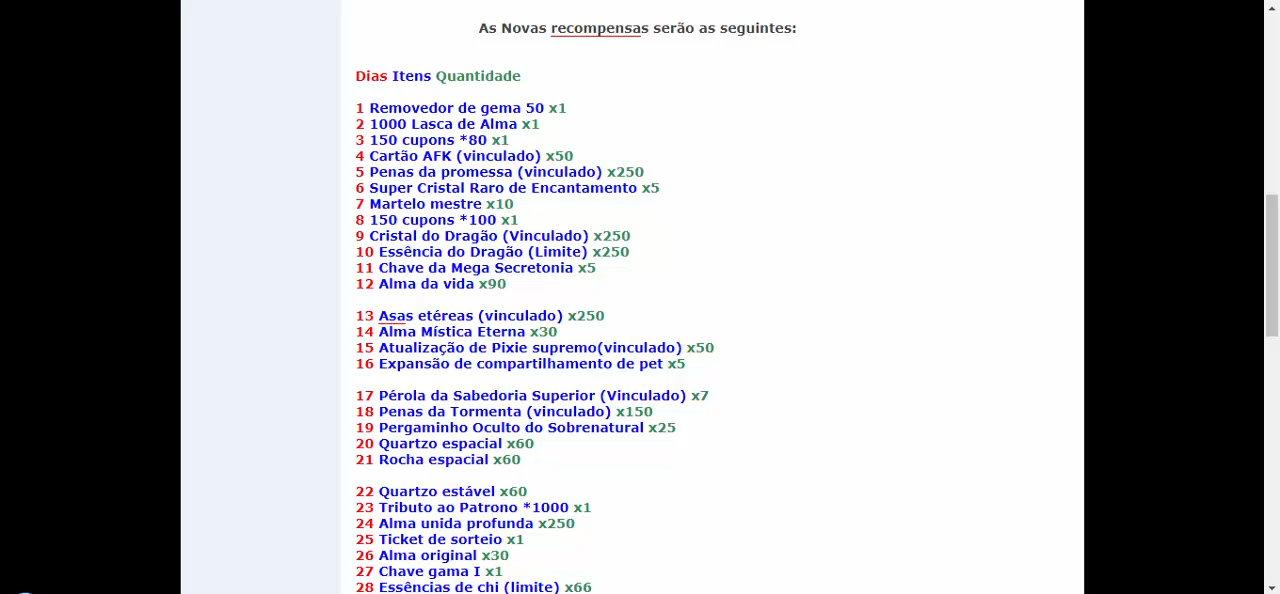 As Novas recompensas serão as seguintes:
Dias Itens Quantidade
1 Removedor de gema 50 x1
2 1000 Lasca de Alma x1
3 150 cupons *80 x1
4 Cartão AFK (vinculado) x50
5 Penas da promessa (vinculado) x250
6 Super Cristal Raro de Encantamento x5
7 Martelo mestre x10
8 150 cupons *100 x1
9 Cristal do Dragão (Vinculado) x250
10 Essência do Dragão (Limite) x250
11 Chave da Mega Secretonia x5
12 Alma da vida x90
13 Asas etéreas (vinculado) x250
14 Alma Mística Eterna x30
15 Atualização de Pixie supremo(vinculado) x50
16 Expansão de compartilhamento de pet x5
17 Pérola da Sabedoria Superior (Vinculado) x7
18 Penas da Tormenta (vinculado) x150
19 Pergaminho Oculto do Sobrenatural x25
20 Quartzo espacial x60
21 Rocha espacial x60
22 Quartzo estável x60
23 Tributo ao Patrono *1000 x1
24 Alma unida profunda x250
25 Ticket de sorteio x1
26 Alma original x30
27 Chave gama I x1
28 Essências de chi (limite) x66